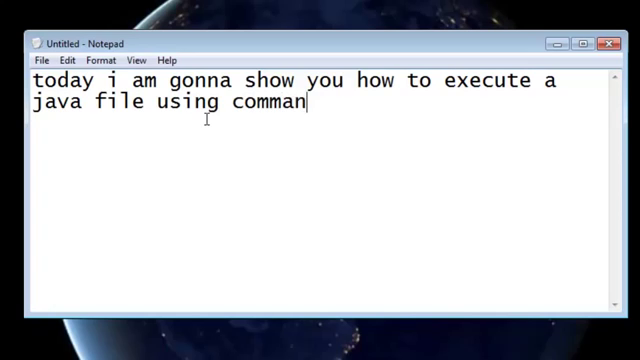 Untitled - Notepad
File Edit Format View Help
today i am gonna show you how to execute a
java file using comman